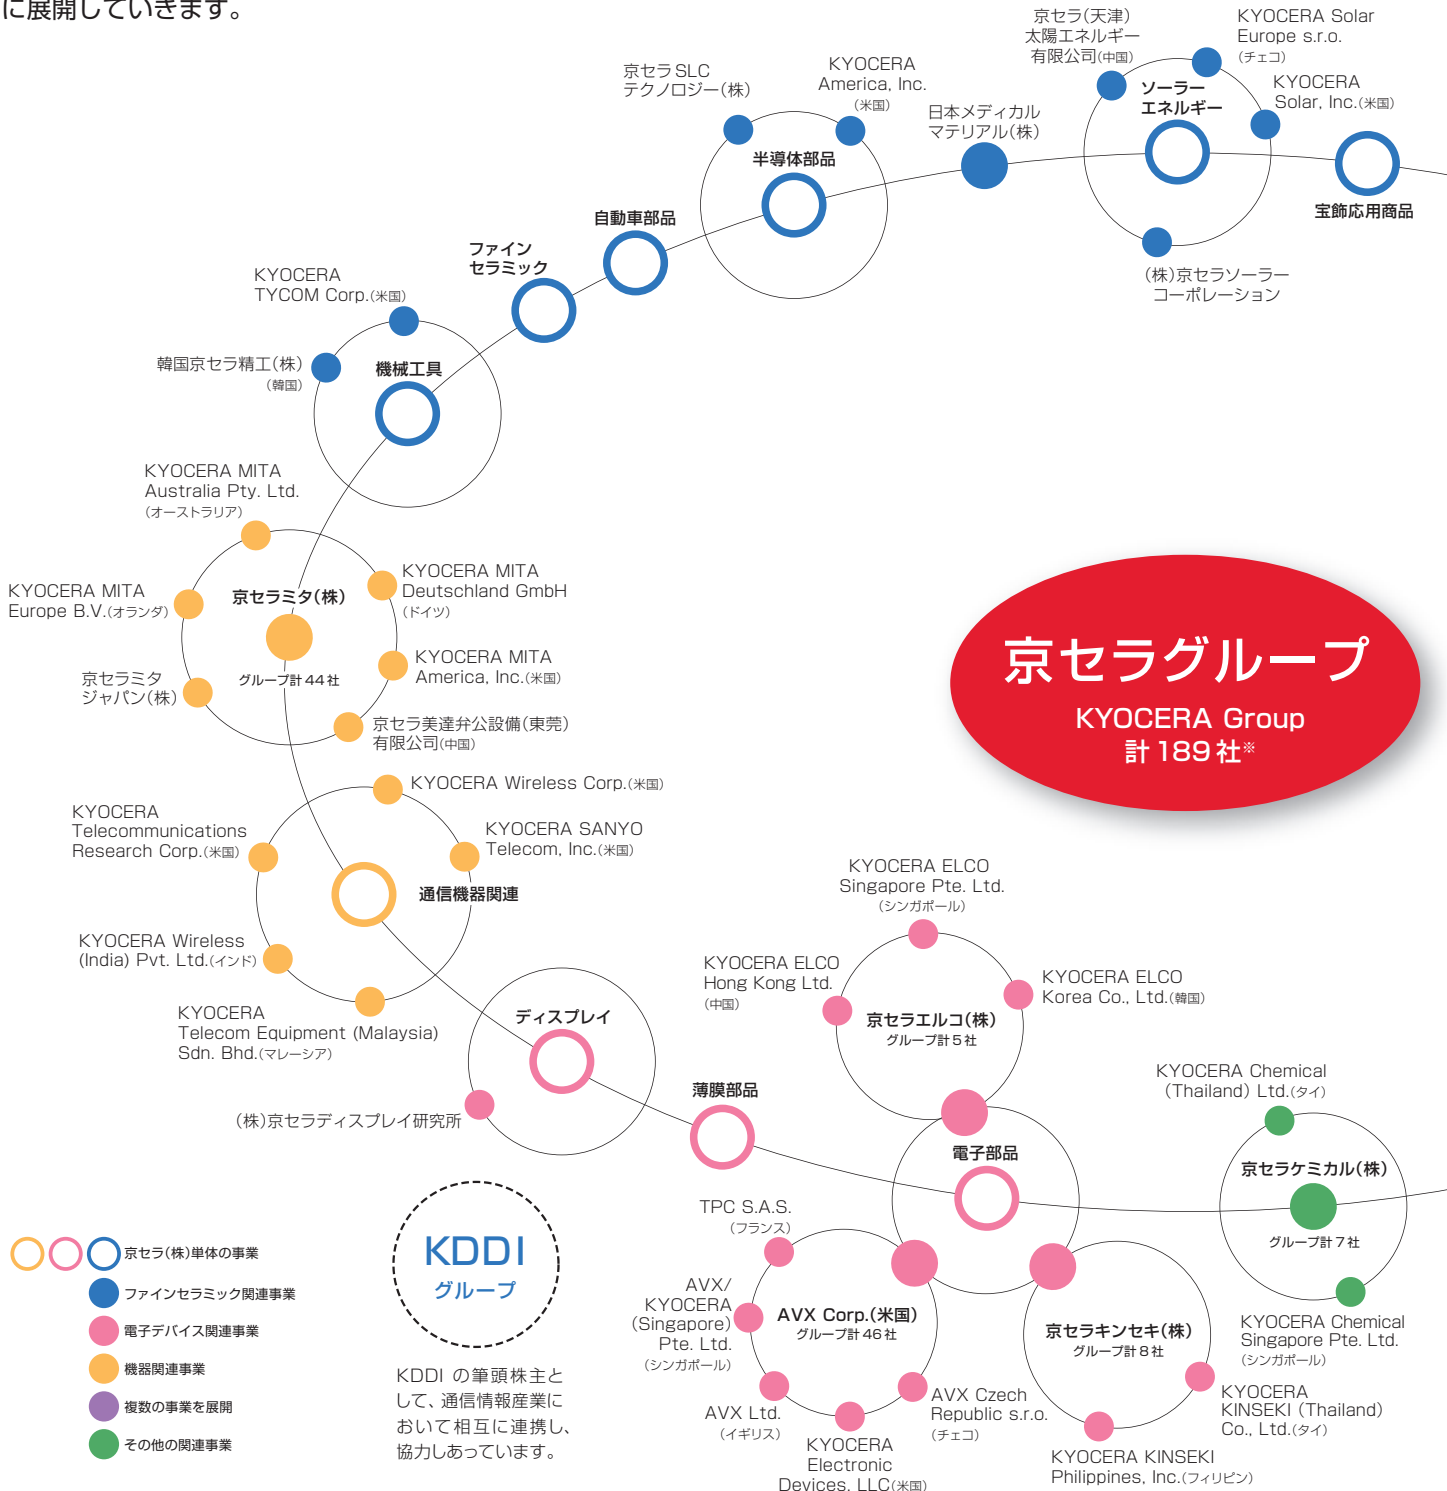 に展開していきます。
京セラ(天津)
太陽エネルギー
有限公司(中国)
KYOCERA Solar
Europe s.r.o.
(チェコ)
KYOCERA
Solar, Inc.(米国)
ソーラー
エネルギー
(株)京セラソーラー
コーポレーション
宝飾応用商品
日本メディカル
マテリアル(株)
京セラSLC
テクノロジー(株)
KYOCERA
America, Inc.
(米国)
半導体部品
自動車部品
ファイン
セラミック
KYOCERA
TYCOM Corp.(米国)
韓国京セラ精工(株)
(韓国)
機械工具
KYOCERA MITA
Australia Pty. Ltd.
(オーストラリア)
KYOCERA MITA
Europe B.V.(オランダ)
京セラミタ(株)
グループ計44社
KYOCERA MITA
Deutschland GmbH
(ドイツ)
KYOCERA MITA
America, Inc.(米国)
京セラミタ
ジャパン(株)
京セラ美達弁公設備(東莞)
有限公司(中国)
京セラグループ
KYOCERA Group
計189社※
KYOCERA Wireless Corp.(米国)
KYOCERA
Telecommunications
Research Corp.(米国)
KYOCERA SANYO
Telecom, Inc.(米国)
通信機器関連
KYOCERA Wireless
(India) Pvt. Ltd.(インド)
KYOCERA
Telecom Equipment (Malaysia)
Sdn. Bhd.(マレーシア)
ディスプレイ
(株)京セラディスプレイ研究所
薄膜部品
KYOCERA ELCO
Singapore Pte. Ltd.
(シンガポール)
KYOCERA ELCO
Hong Kong Ltd.
(中国)
KYOCERA ELCO
Korea Co., Ltd.(韓国)
京セラエルコ(株)
グループ計5社
電子部品
KYOCERA Chemical
(Thailand) Ltd.(タイ)
京セラケミカル(株)
グループ計7社
KYOCERA Chemical
Singapore Pte. Ltd.
(シンガポール)
TPC S.A.S.
(フランス)
AVX/
KYOCERA
(Singapore)
Pte. Ltd.
(シンガポール)
AVX Corp.(米国)
グループ計46社
AVX Ltd.
(イギリス)
KYOCERA
Electronic
Devices, LLC(米国)
AVX Czech
Republic s.r.o.
(チェコ)
京セラキンセキ(株)
グループ計8社
KYOCERA
KINSEKI (Thailand)
Co., Ltd.(タイ)
KYOCERA KINSEKI
Philippines, Inc.(フィリピン)
KDDI
グループ
KDDI の筆頭株主と
して、通信情報産業に
おいて相互に連携し、
協力しあっています。
京セラ(株)単体の事業
ファインセラミック関連事業
電子デバイス関連事業
機器関連事業
複数の事業を展開
その他の関連事業